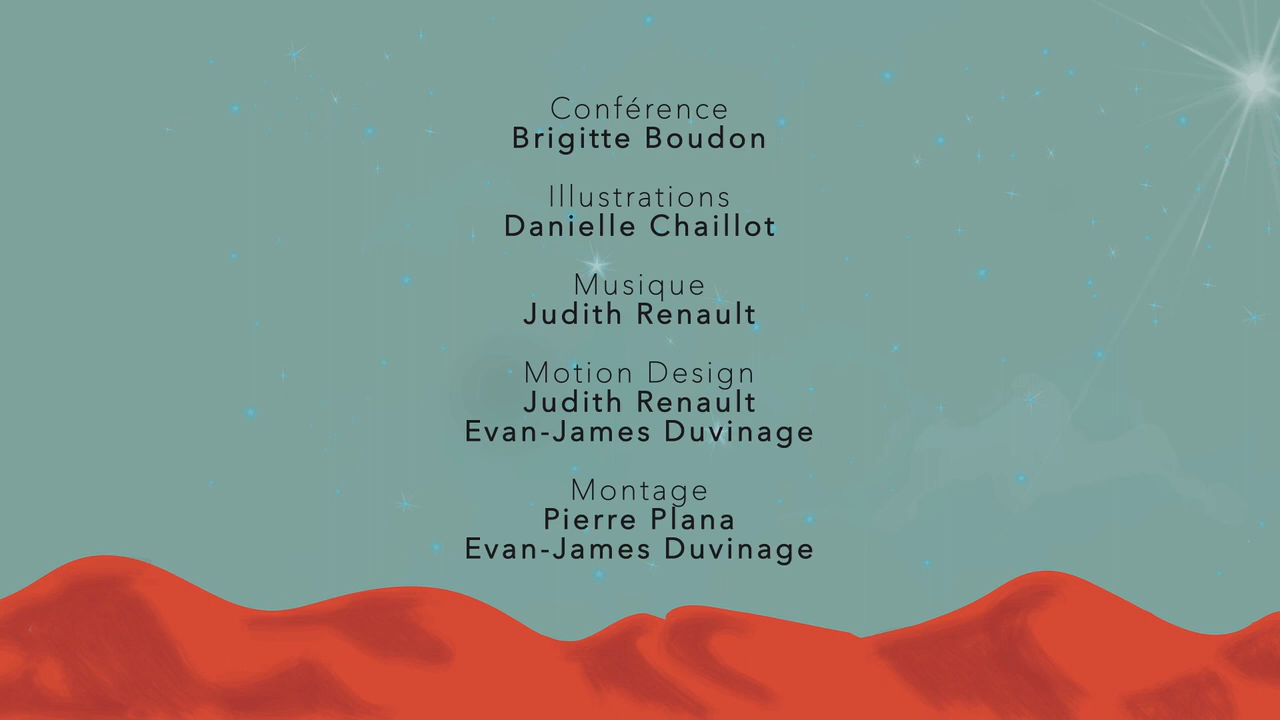 Conférence
Brigitte Boudon
Illustrations
Danielle Chaillot
Musique
Judith Renault
Motion Design
Judith Renault
Evan-James Duvinage
Montage
Pierre Plana
Evan-James Duvinage